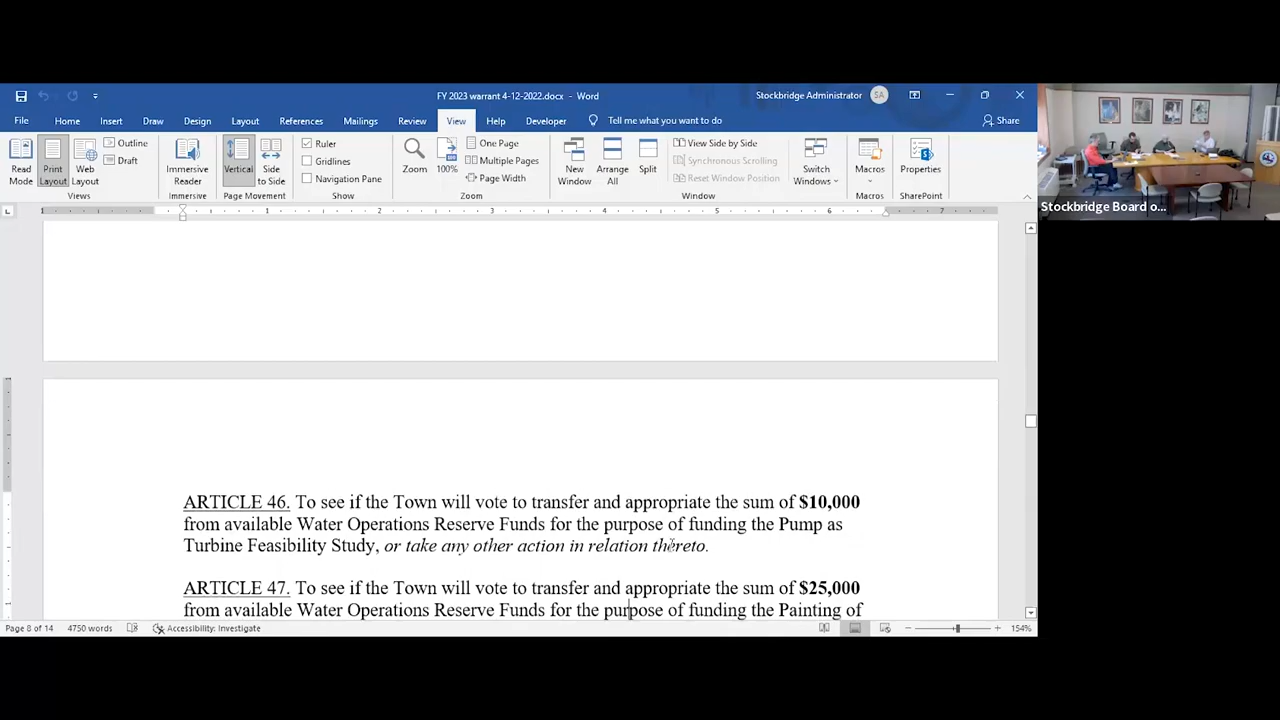 FY 2023 warrant 4-12-2022.docx - Word
Stockbridge Administrator
SA
File Home Insert Draw Design Layout References Mailings Review View Help Developer Tell me what you want to do
Share
Read Mode
Print Layout
Web Layout
Outline
Draft
Views
Immersive Reader
Immersive
Vertical
Side to Side
Page Movement
Ruler
Gridlines
Navigation Pane
Show
Zoom
100%
One Page
Multiple Pages
Page Width
Zoom
New Window
Arrange All
Split
View Side by Side
Synchronous Scrolling
Reset Window Position
Switch Windows
Window
Macros
Macros
Properties
SharePoint
Stockbridge Board o...
1 1 2 3 4 5 6 7
ARTICLE 46. To see if the Town will vote to transfer and appropriate the sum of $10,000
from available Water Operations Reserve Funds for the purpose of funding the Pump as
Turbine Feasibility Study, or take any other action in relation thereto.
ARTICLE 47. To see if the Town will vote to transfer and appropriate the sum of $25,000
from available Water Operations Reserve Funds for the purpose of funding the Painting of
Page 8 of 14 4750 words Accessibility: Investigate
154%